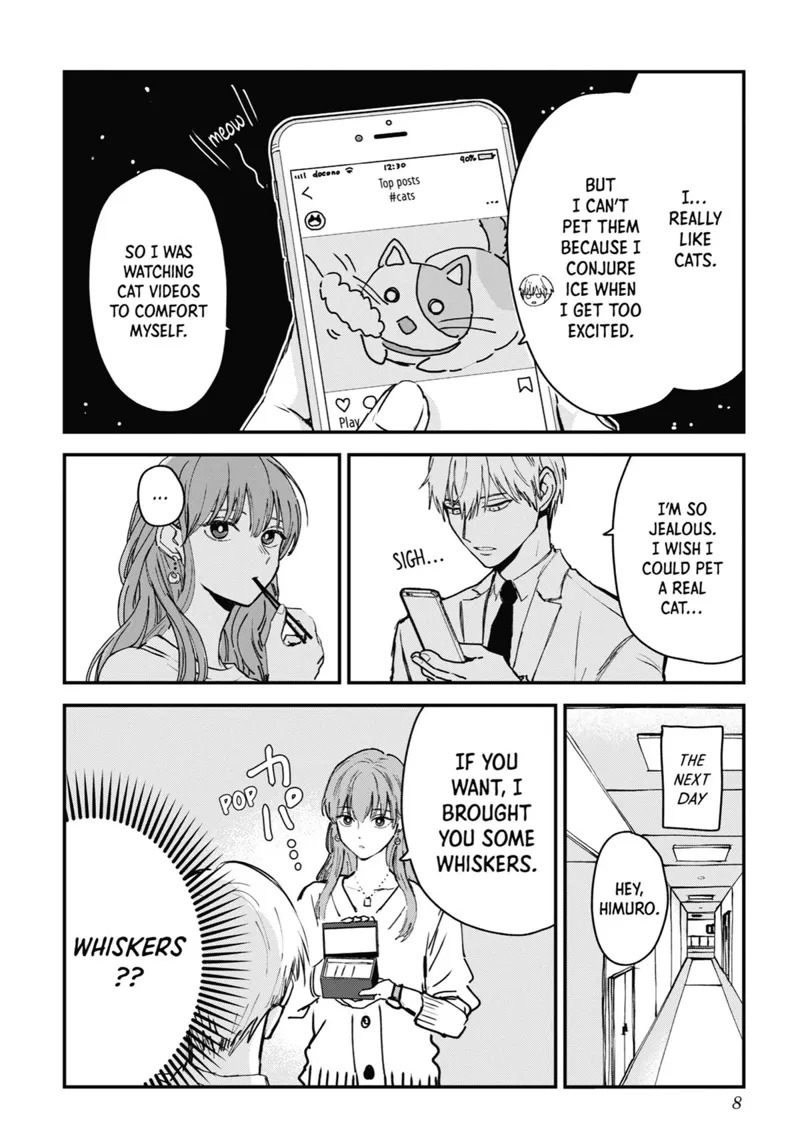 I...
REALLY
LIKE
CATS.
BUT
I CAN'T
PET THEM
BECAUSE I
CONJURE
ICE WHEN
I GET TOO
EXCITED.
meow
docomo
12:30
90%
Top posts
#cats
Play
SO I WAS
WATCHING
CAT VIDEOS
TO COMFORT
MYSELF.
I'M SO
JEALOUS.
I WISH I
COULD PET
A REAL
CAT...
SIGH...
...
THE
NEXT
DAY
HEY,
HIMURO.
IF YOU
WANT, I
BROUGHT
YOU SOME
WHISKERS.
カパ...
POP
WHISKERS
??
8